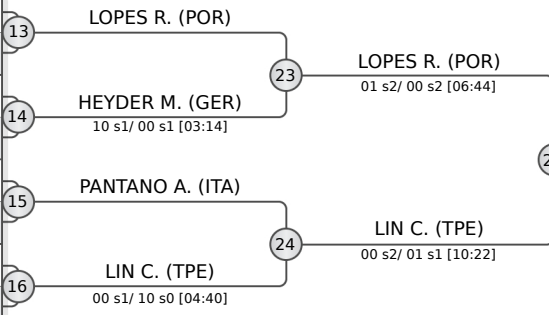 LOPES R. (POR)
13
LOPES R. (POR)
23
01 s2/ 00 s2 [06:44]
HEYDER M. (GER)
14
10 s1/ 00 s1 [03:14]
2
PANTANO A. (ITA)
15
LIN C. (TPE)
24
00 s2/ 01 s1 [10:22]
LIN C. (TPE)
16
00 s1/ 10 s0 [04:40]